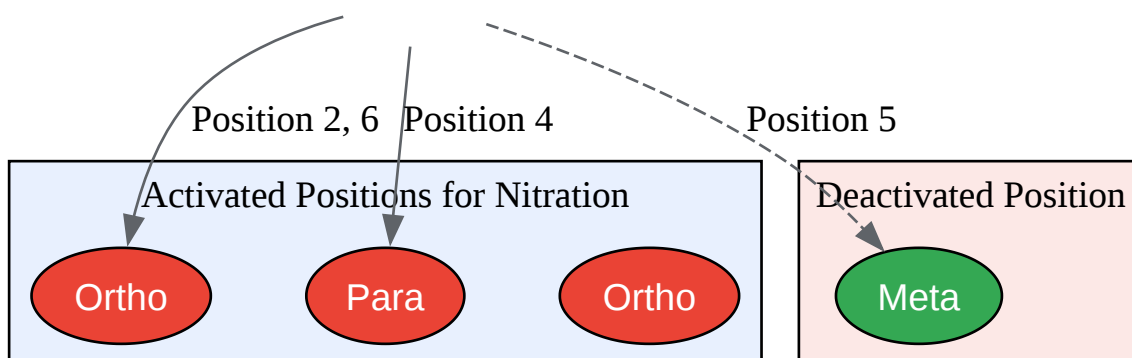 Position 2, 6
Position 4
Position 5
Activated Positions for Nitration
Deactivated Position
Ortho
Para
Ortho
Meta